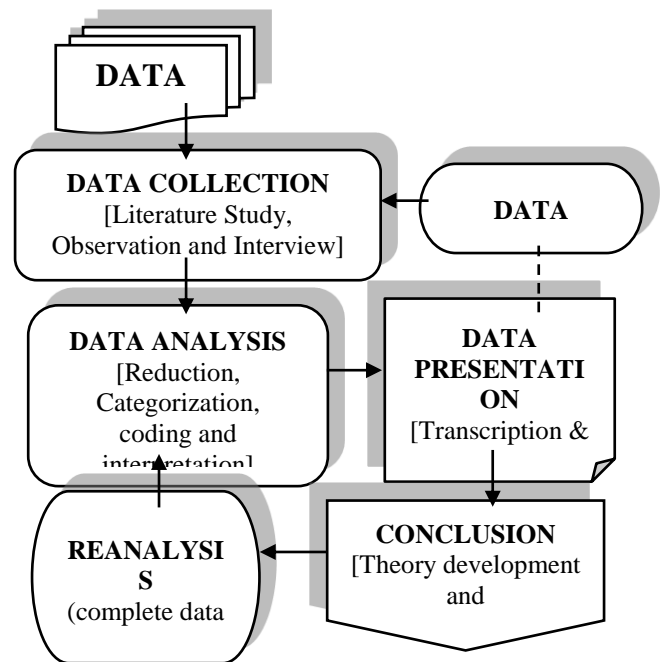 DATA
DATA COLLECTION
[Literature Study,
Observation and Interview]
DATA
DATA ANALYSIS
[Reduction,
Categorization,
coding and
interpretation]
DATA
PRESENTATI
ON
[Transcription &
CONCLUSION
[Theory development
and
REANALYSI
S
(complete data